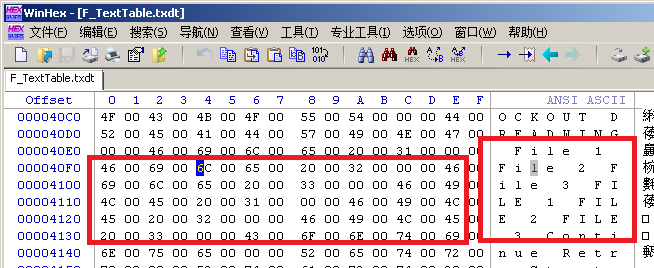 WinHex - [F_TextTable.txdt]
文件(F) 编辑(E) 搜索(S) 导航(N) 查看(V) 工具(T) 专业工具(I) 选项(O) 窗口(W) 帮助(H)
F_TextTable.txdt
Offset 0 1 2 3 4 5 6 7 8 9 A B C D E F ANSI ASCII
000040C0 4F 00 43 00 4B 00 4F 00 55 00 54 00 00 00 44 00 O C K O U T D
000040D0 52 00 45 00 41 00 44 00 57 00 49 00 4E 00 47 00 R E A D W I N G
000040E0 00 00 46 00 69 00 6C 00 65 00 20 00 31 00 00 00 F i l e 1
000040F0 46 00 69 00 6C 00 65 00 20 00 32 00 00 00 46 F i l e 2 F
00004100 69 00 6C 00 65 00 20 00 33 00 00 00 46 00 49 i l e 3 F I
00004110 4C 00 45 00 20 00 31 00 00 00 46 00 49 00 4C L E 1 F I L
00004120 45 00 20 00 32 00 00 00 46 00 49 00 4C 00 45 E 2 F I L E
00004130 20 00 33 00 00 00 43 00 6F 00 6E 00 74 00 69 3 C o n t i
00004140 6E 00 75 00 65 00 20 00 52 00 65 00 74 00 72 00 n u e R e t r